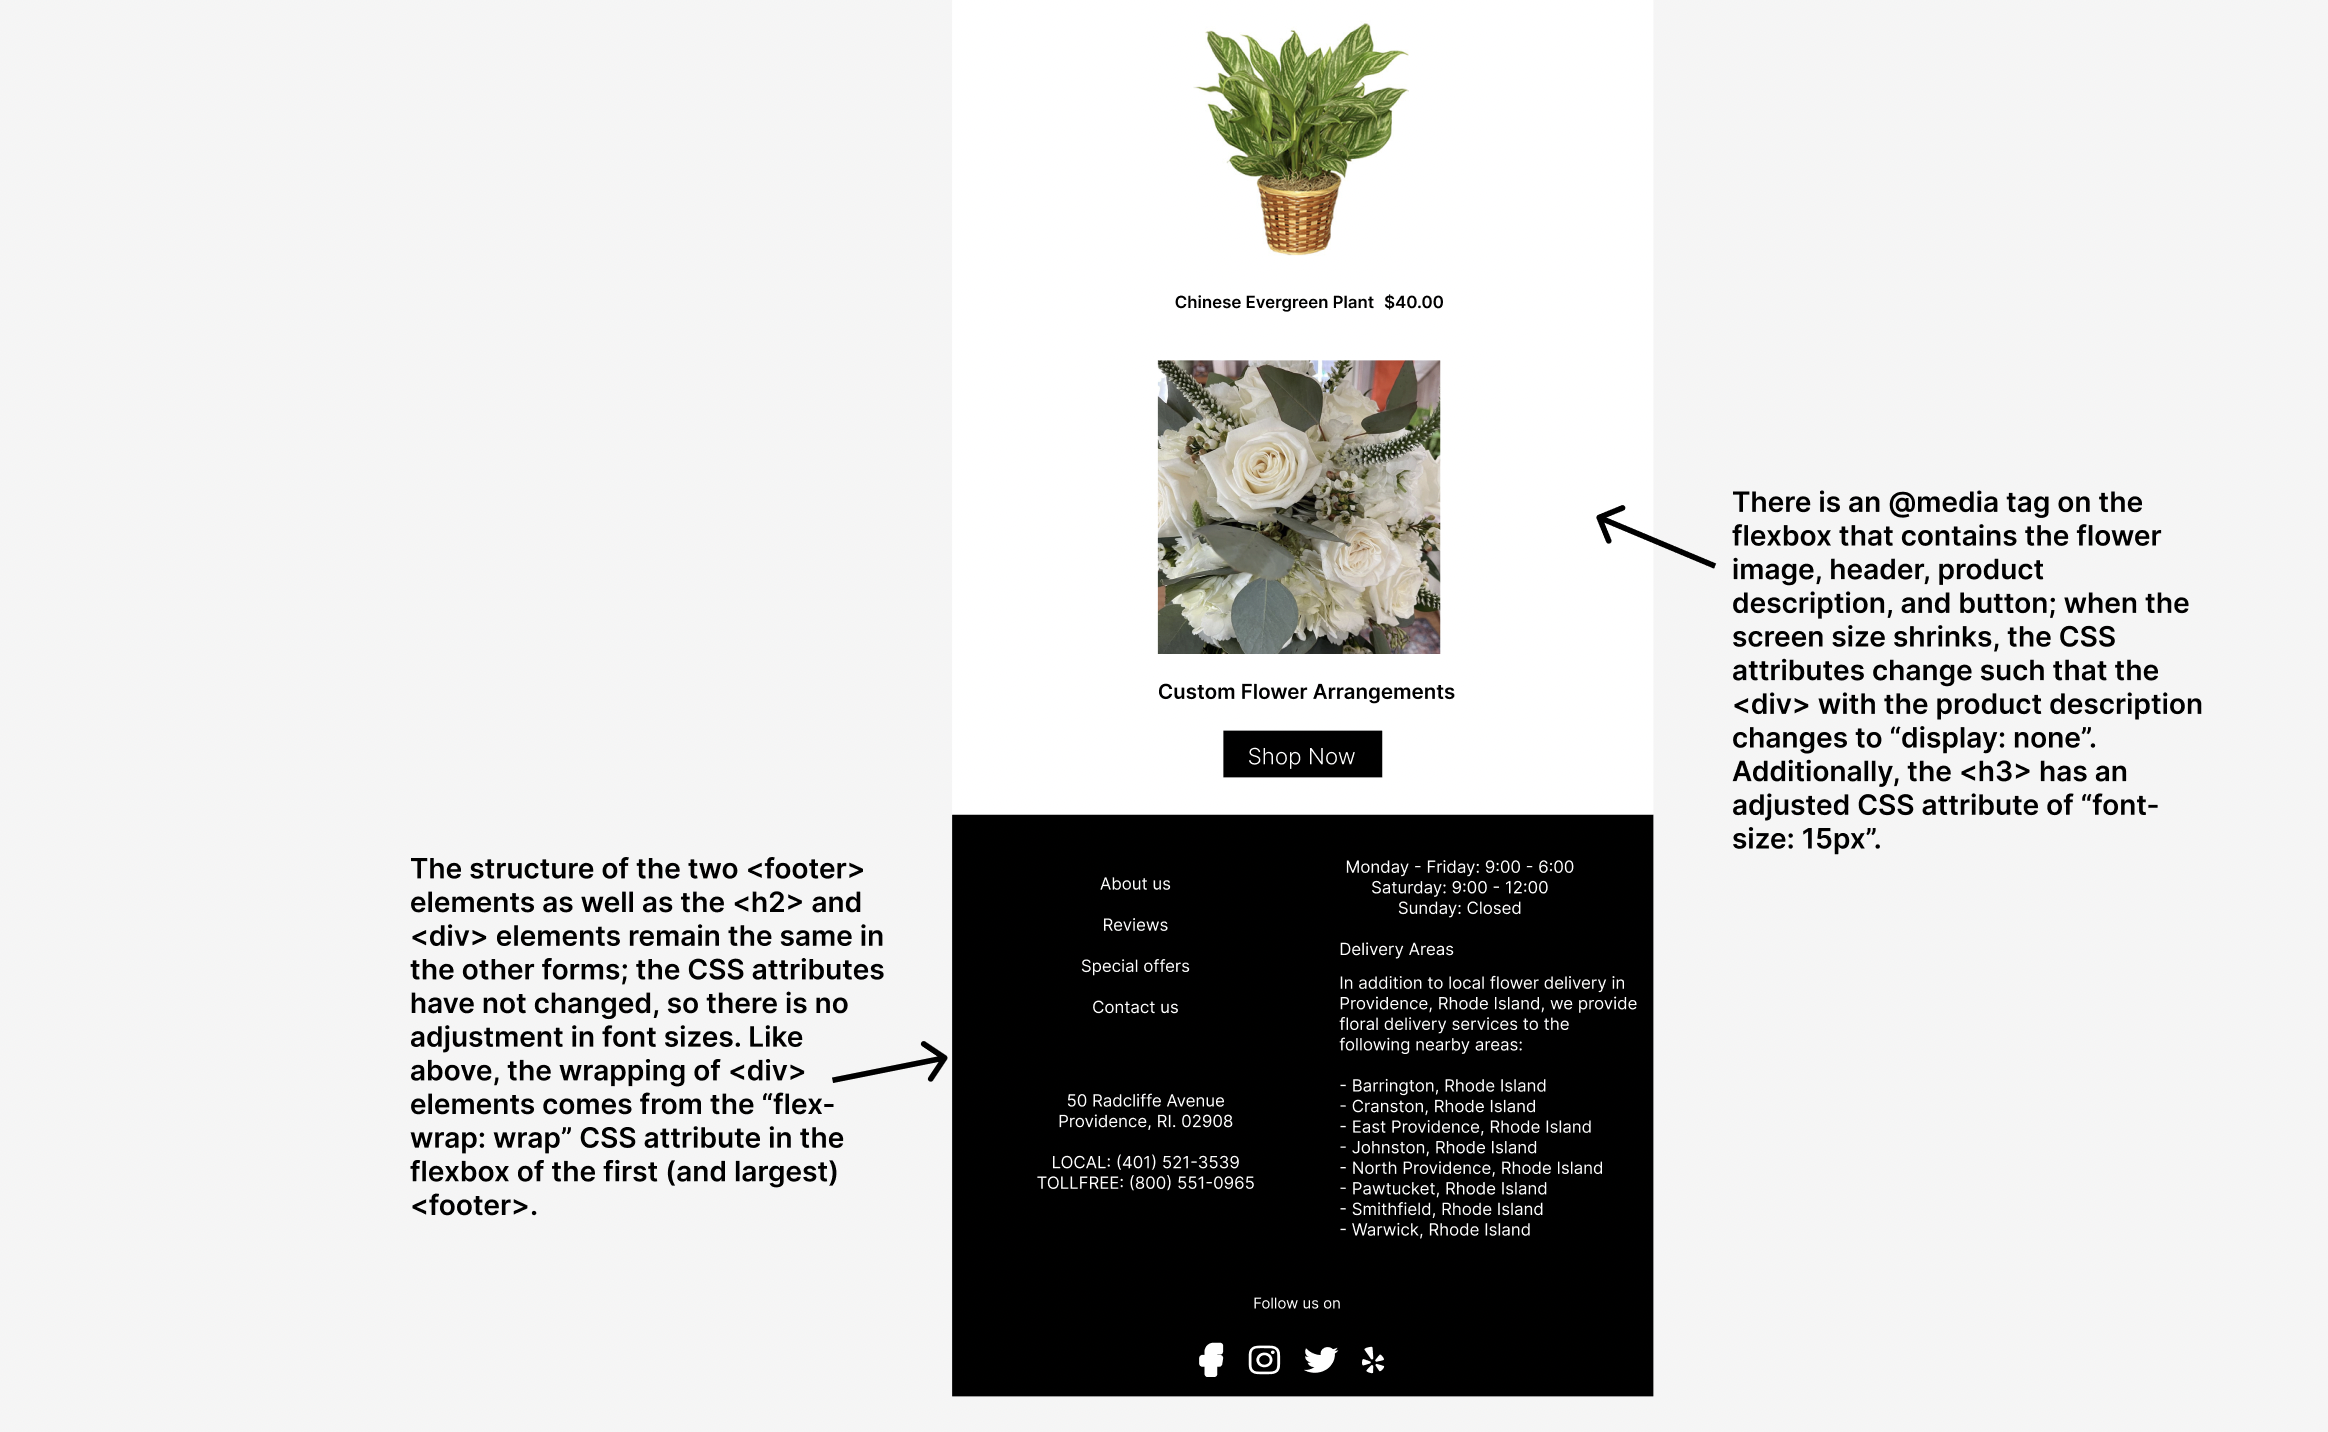 Chinese Evergreen Plant $40.00
Custom Flower Arrangements
Shop Now
There is an @media tag on the
flexbox that contains the flower
image, header, product
description, and button; when the
screen size shrinks, the CSS
attributes change such that the
<div> with the product description
changes to “display: none”.
Additionally, the <h3> has an
adjusted CSS attribute of “font-
size: 15px”.
The structure of the two <footer>
elements as well as the <h2> and
<div> elements remain the same in
the other forms; the CSS attributes
have not changed, so there is no
adjustment in font sizes. Like
above, the wrapping of <div>
elements comes from the “flex-
wrap: wrap” CSS attribute in the
flexbox of the first (and largest)
<footer>.
About us
Reviews
Special offers
Contact us
50 Radcliffe Avenue
Providence, RI. 02908
LOCAL: (401) 521-3539
TOLLFREE: (800) 551-0965
Monday - Friday: 9:00 - 6:00
Saturday: 9:00 - 12:00
Sunday: Closed
Delivery Areas
In addition to local flower delivery in
Providence, Rhode Island, we provide
floral delivery services to the
following nearby areas:
- Barrington, Rhode Island
- Cranston, Rhode Island
- East Providence, Rhode Island
- Johnston, Rhode Island
- North Providence, Rhode Island
- Pawtucket, Rhode Island
- Smithfield, Rhode Island
- Warwick, Rhode Island
Follow us on